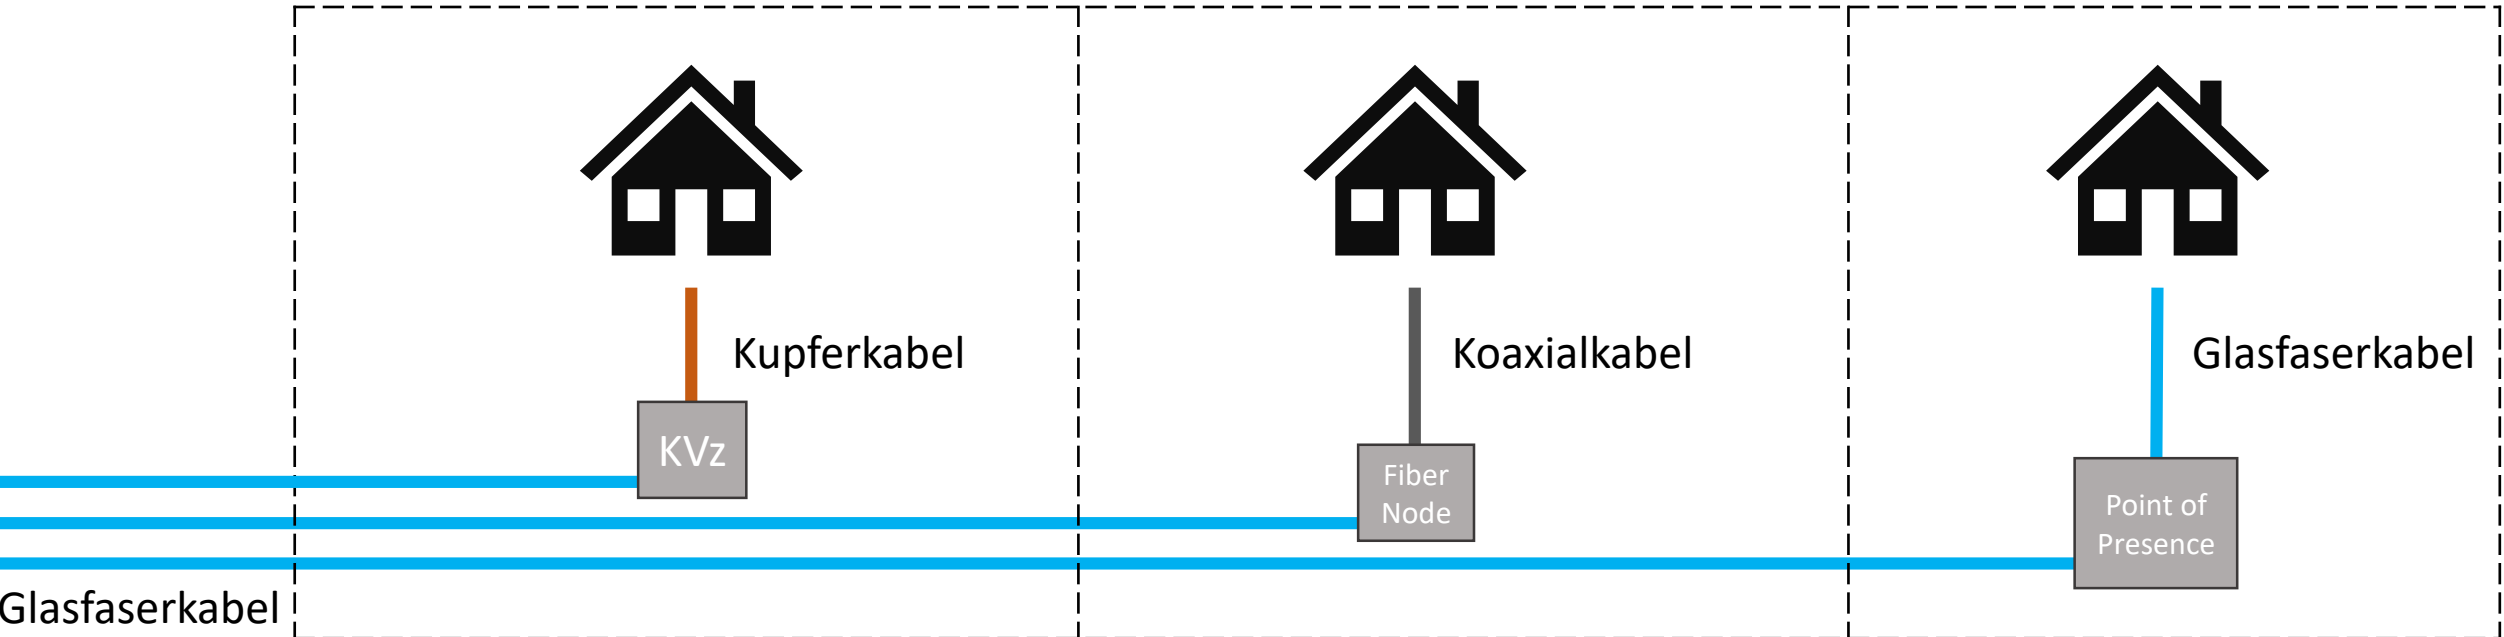 Kupferkabel
Koaxialkabel
Glasfaserkabel
KVz
Fiber
Node
Point of
Presence
Glasfaserkabel